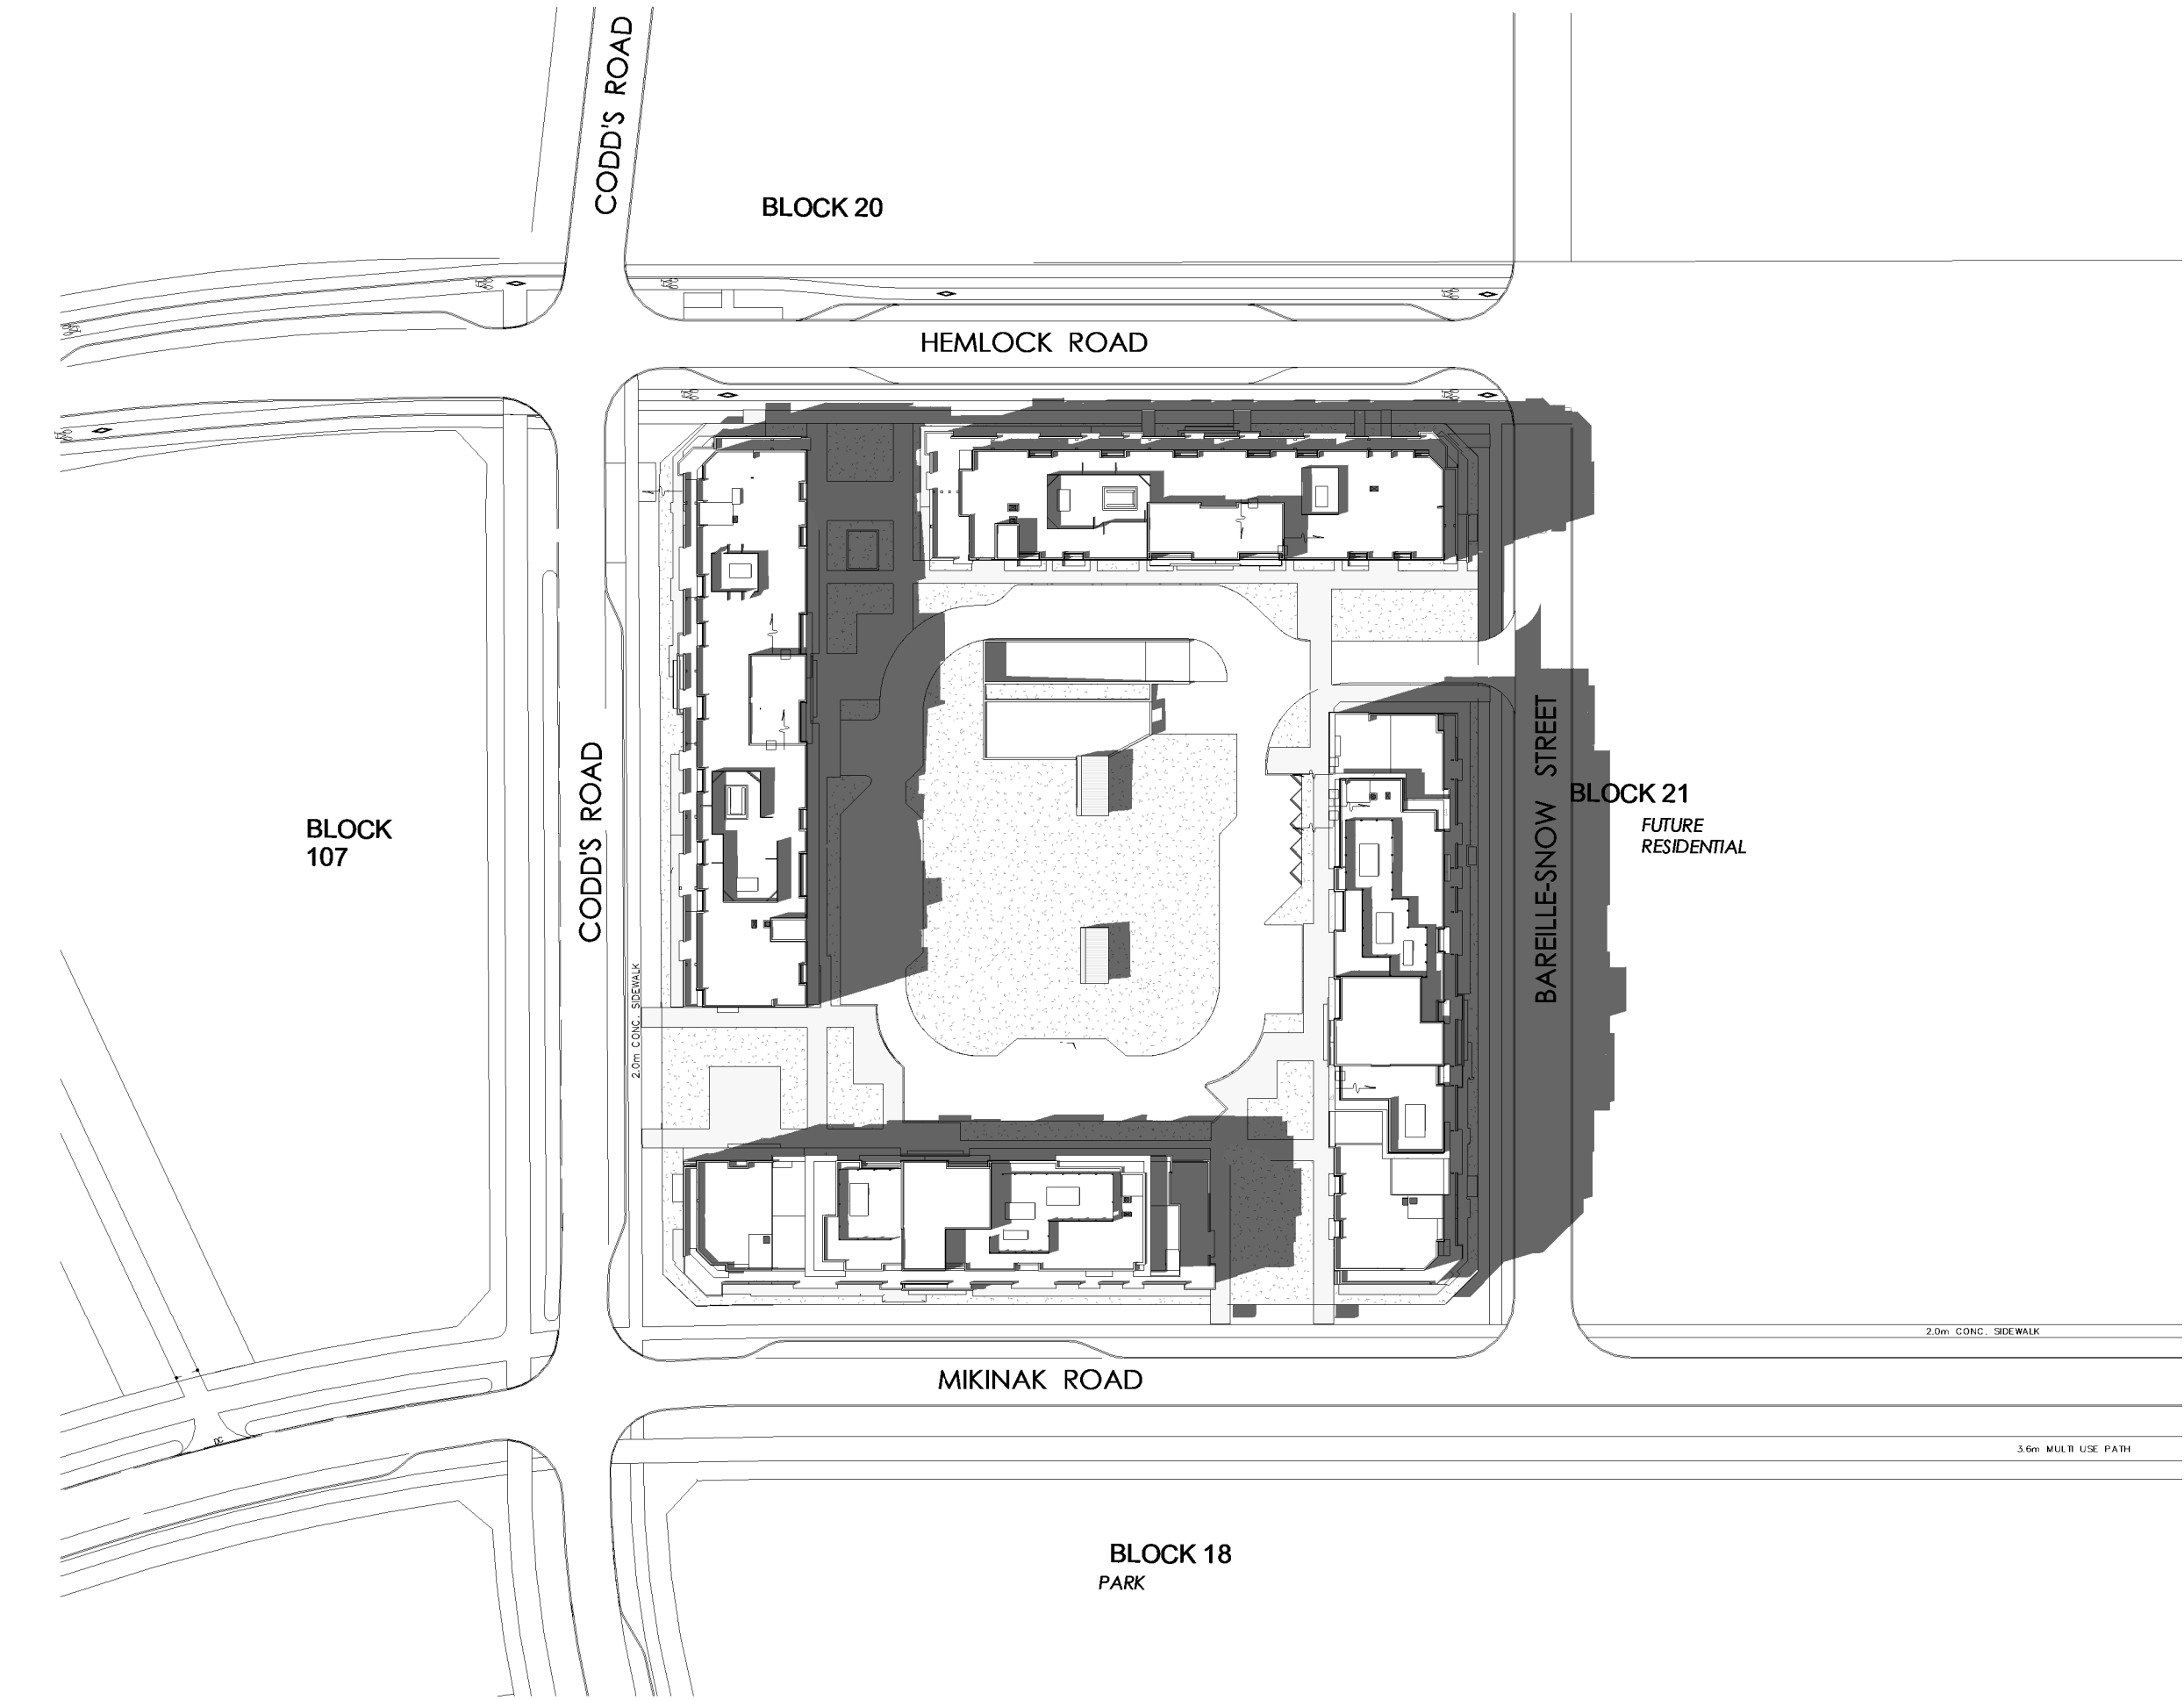 CODD'S ROAD
BLOCK 20
HEMLOCK ROAD
CODD'S ROAD
BLOCK
107
BAREILLE-SNOW STREET
BLOCK 21
FUTURE
RESIDENTIAL
2.0m CONC. SIDEWALK
2.0m CONC. SIDEWALK
MIKINAK ROAD
DC
3.6m MULTI USE PATH
BLOCK 18
PARK